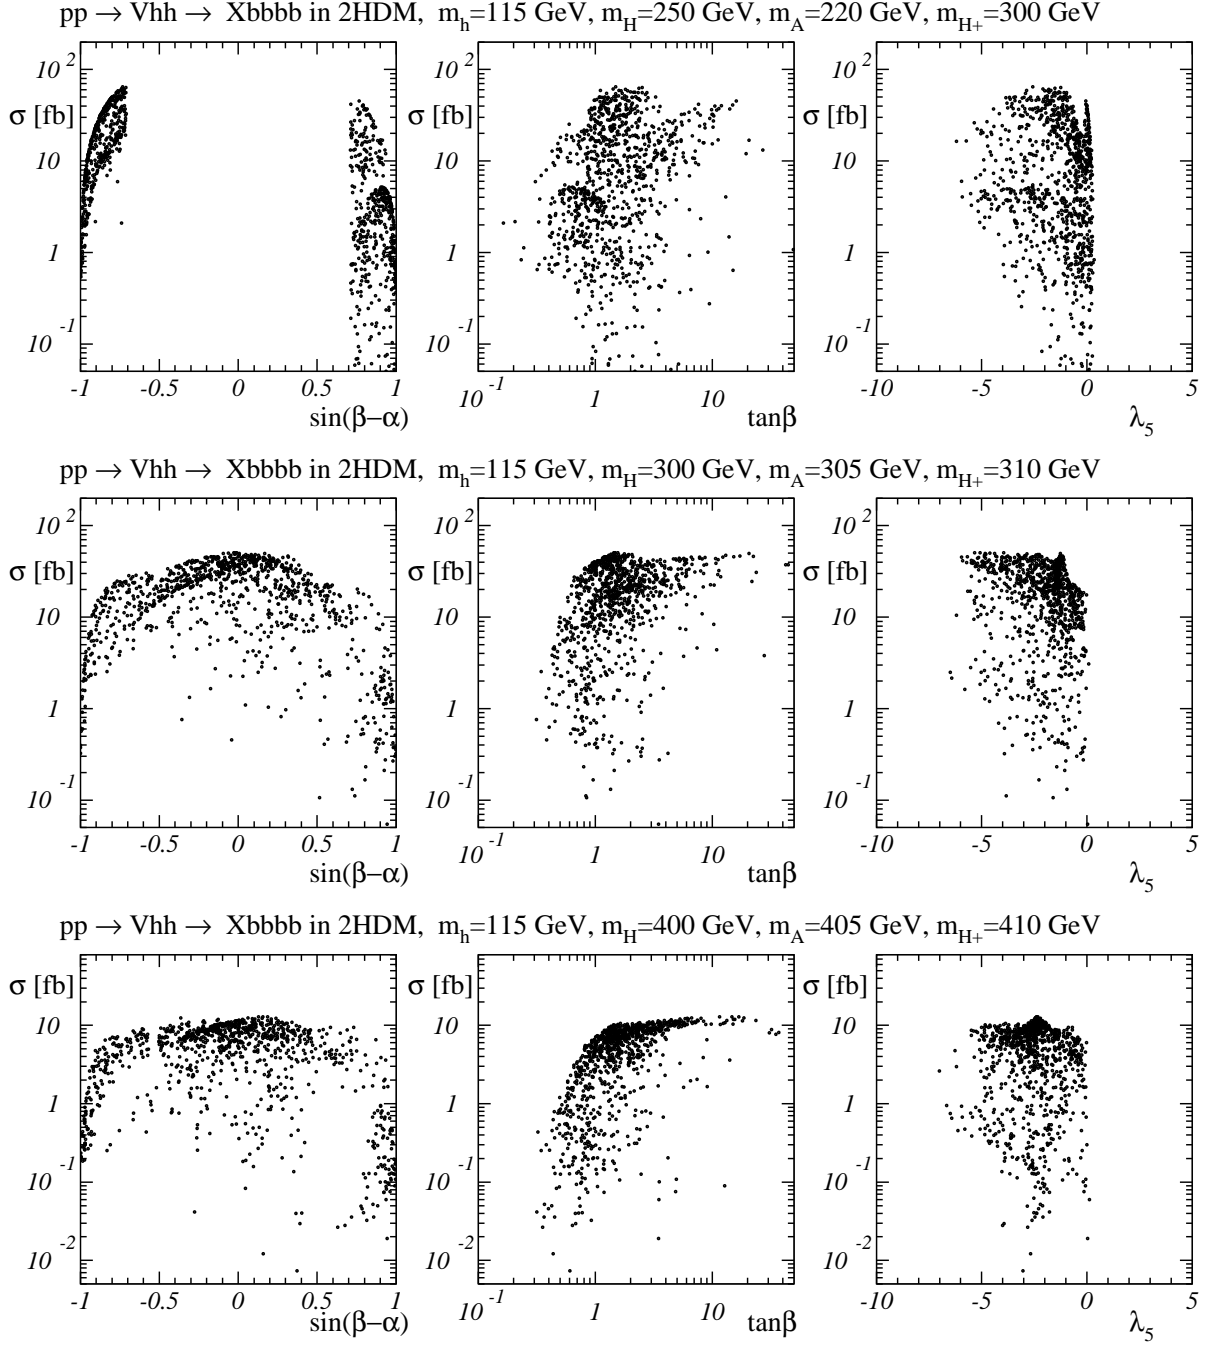 pp → Vhh → Xbbbb in 2HDM, m_h=115 GeV, m_H=250 GeV, m_A=220 GeV, m_H+=300 GeV
σ [fb] σ [fb] σ [fb]
10^2 10^2 10^2
10 10 10
1 1 1
10^-1 10^-1 10^-1
-1 -0.5 0 0.5 1 10^-1 1 10 -10 -5 0 5
sin(β−α) tanβ λ_5
pp → Vhh → Xbbbb in 2HDM, m_h=115 GeV, m_H=300 GeV, m_A=305 GeV, m_H+=310 GeV
10^2 10^2 10^2
σ [fb] σ [fb] σ [fb]
10 10 10
1 1 1
10^-1 10^-1 10^-1
-1 -0.5 0 0.5 1 10^-1 1 10 -10 -5 0 5
sin(β−α) tanβ λ_5
pp → Vhh → Xbbbb in 2HDM, m_h=115 GeV, m_H=400 GeV, m_A=405 GeV, m_H+=410 GeV
σ [fb] σ [fb] σ [fb]
10 10 10
1 1 1
10^-1 10^-1 10^-1
10^-2 10^-2 10^-2
-1 -0.5 0 0.5 1 10^-1 1 10 -10 -5 0 5
sin(β−α) tanβ λ_5